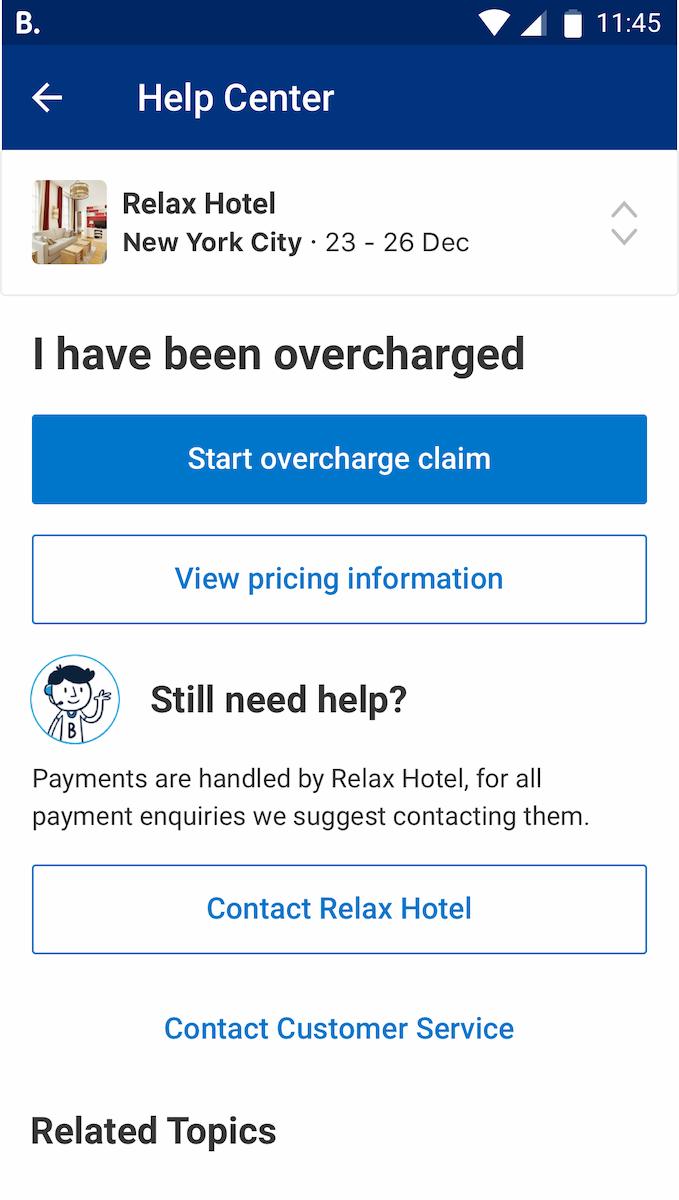 B. 11:45
Help Center
Relax Hotel
New York City · 23 - 26 Dec
I have been overcharged
Start overcharge claim
View pricing information
B
Still need help?
Payments are handled by Relax Hotel, for all
payment enquiries we suggest contacting them.
Contact Relax Hotel
Contact Customer Service
Related Topics